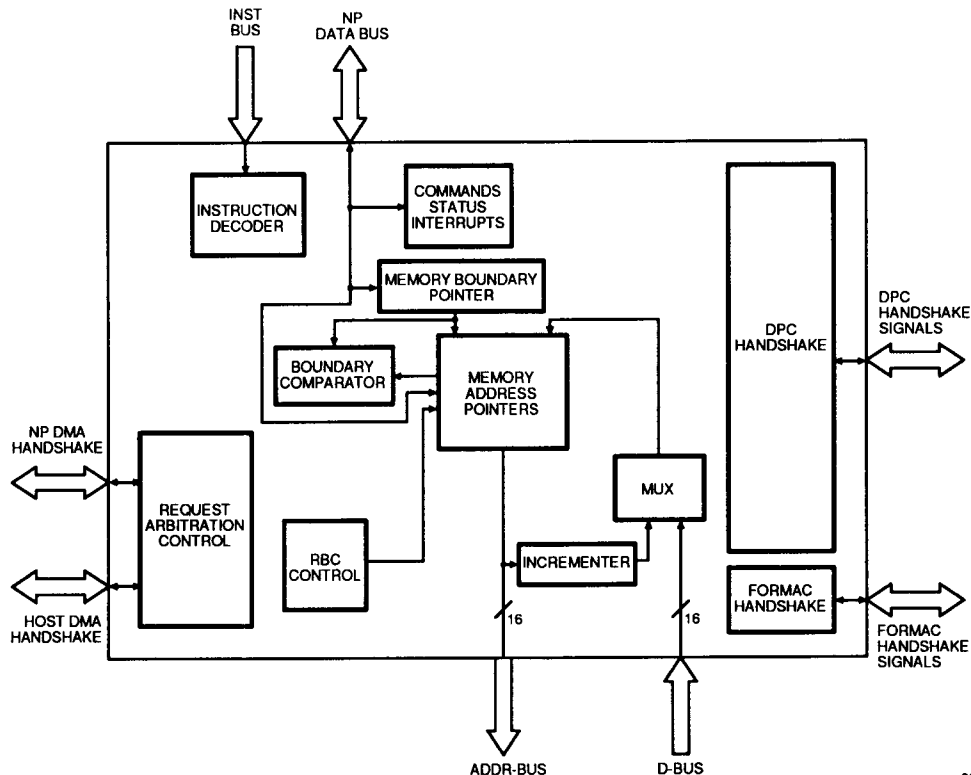 INST
BUS
NP
DATA BUS
INSTRUCTION
DECODER
COMMANDS
STATUS
INTERRUPTS
MEMORY BOUNDARY
POINTER
BOUNDARY
COMPARATOR
MEMORY
ADDRESS
POINTERS
DPC
HANDSHAKE
DPC
HANDSHAKE
SIGNALS
NP DMA
HANDSHAKE
REQUEST
ARBITRATION
CONTROL
HOST DMA
HANDSHAKE
RBC
CONTROL
MUX
INCREMENTER
16
16
FORMAC
HANDSHAKE
FORMAC
HANDSHAKE
SIGNALS
ADDR-BUS
D-BUS